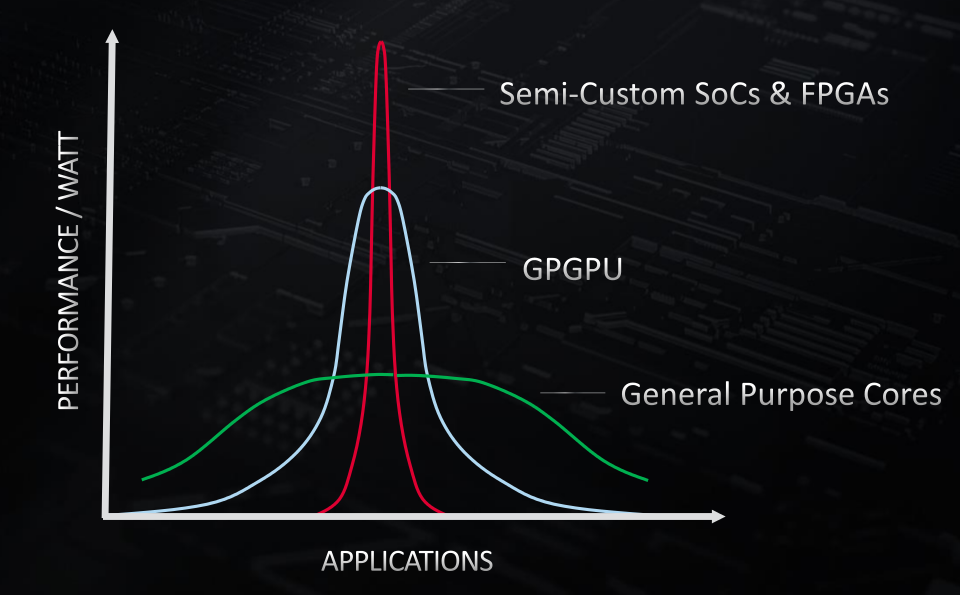 Semi-Custom SoCs & FPGAs
PERFORMANCE / WATT
GPGPU
General Purpose Cores
APPLICATIONS